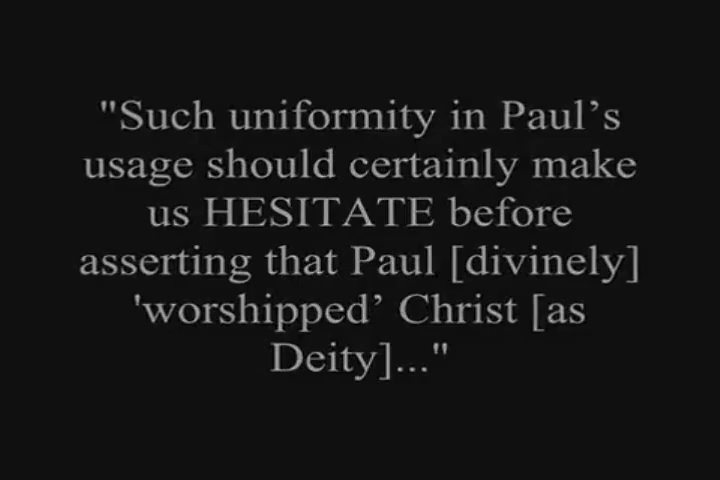 "Such uniformity in Paul’s
usage should certainly make
us HESITATE before
asserting that Paul [divinely]
'worshipped’ Christ [as
Deity]..."